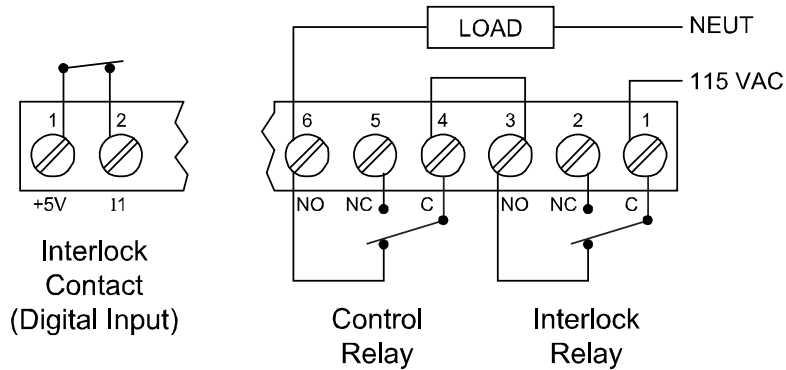 LOAD
NEUT
115 VAC
1 2
6 5 4 3 2 1
+5V I1
NO NC C NO NC C
Interlock
Contact
(Digital Input)
Control
Relay
Interlock
Relay